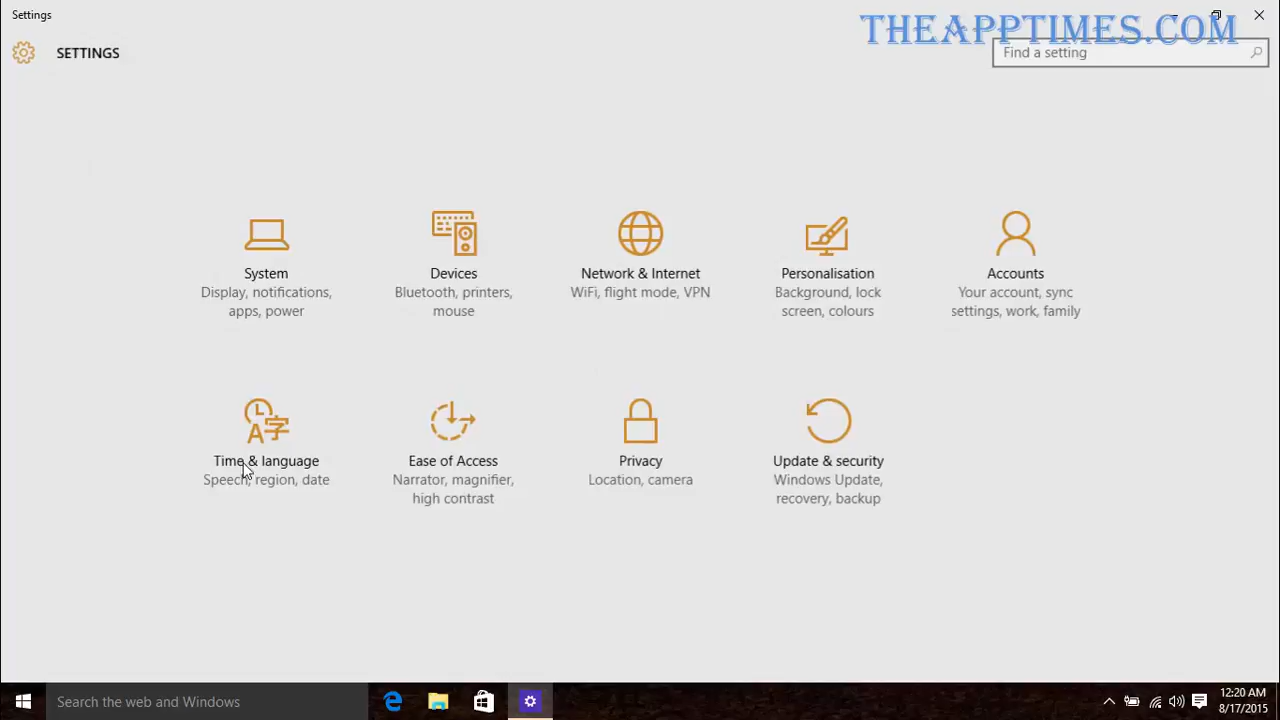 Settings
THEAPPTIMES.COM
SETTINGS
Find a setting
System
Display, notifications,
apps, power
Devices
Bluetooth, printers,
mouse
Network & Internet
WiFi, flight mode, VPN
Personalisation
Background, lock
screen, colours
Accounts
Your account, sync
settings, work, family
Time & language
Speech, region, date
Ease of Access
Narrator, magnifier,
high contrast
Privacy
Location, camera
Update & security
Windows Update,
recovery, backup
Search the web and Windows
12:20 AM
8/17/2015